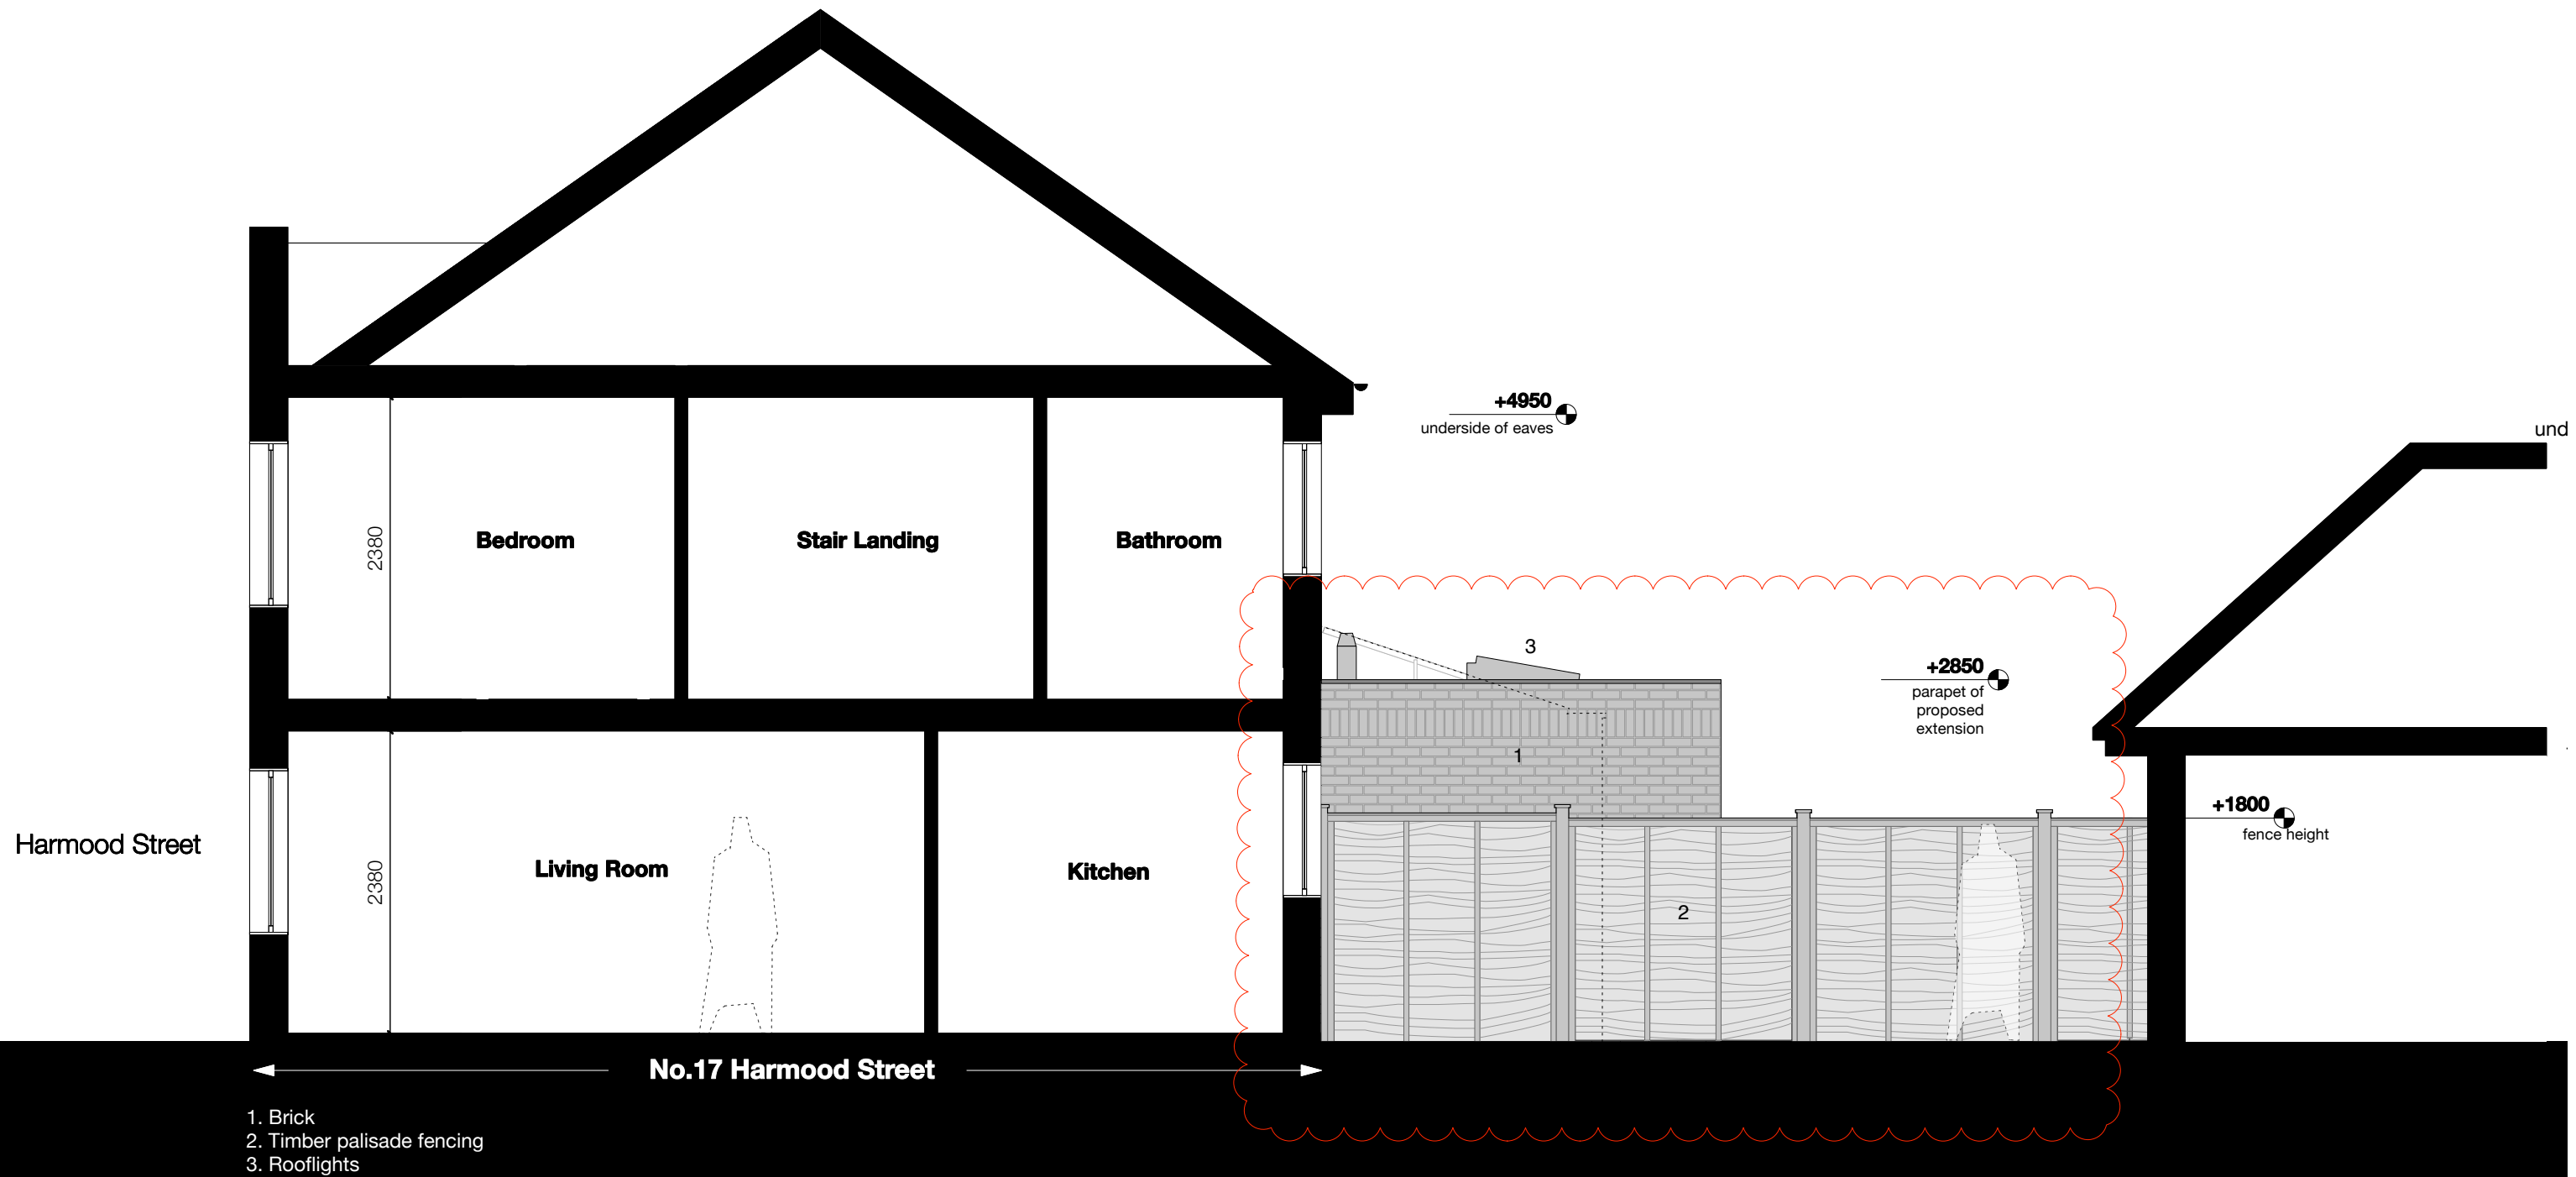 +4950
underside of eaves
und
2380
Bedroom
Stair Landing
Bathroom
3
+2850
parapet of
proposed
extension
1
+1800
fence height
Harmood Street
2380
Living Room
Kitchen
2
No.17 Harmood Street
1. Brick
2. Timber palisade fencing
3. Rooflights